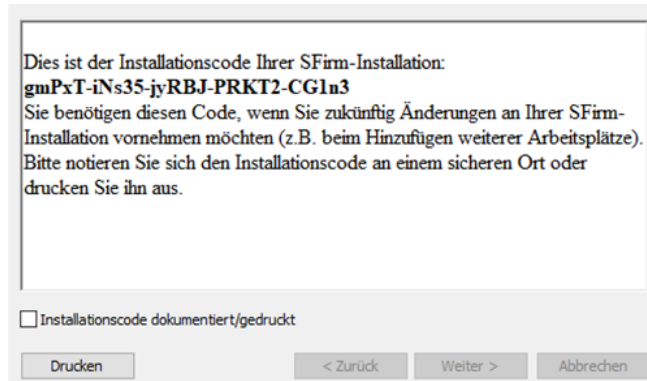 Dies ist der Installationscode Ihrer SFirm-Installation:
gmPxT-iNs35-jyRBJ-PRKT2-CG1n3
Sie benötigen diesen Code, wenn Sie zukünftig Änderungen an Ihrer SFirm-
Installation vornehmen möchten (z.B. beim Hinzufügen weiterer Arbeitsplätze).
Bitte notieren Sie sich den Installationscode an einem sicheren Ort oder
drucken Sie ihn aus.
Installationscode dokumentiert/gedruckt
Drucken < Zurück Weiter > Abbrechen